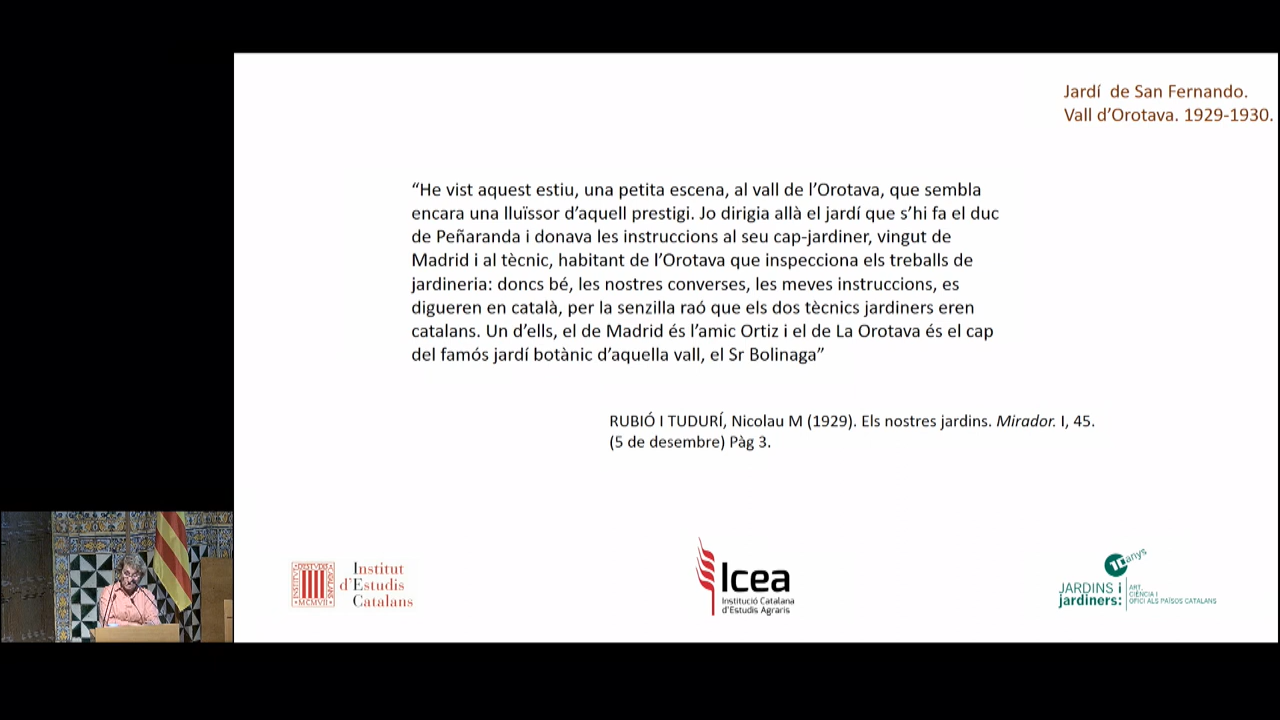 Jardí de San Fernando.
Vall d’Orotava. 1929-1930.
“He vist aquest estiu, una petita escena, al vall de l’Orotava, que sembla
encara una lluïssor d’aquell prestigi. Jo dirigia allà el jardí que s’hi fa el duc
de Peñaranda i donava les instruccions al seu cap-jardiner, vingut de
Madrid i al tècnic, habitant de l’Orotava que inspecciona els treballs de
jardineria: doncs bé, les nostres converses, les meves instruccions, es
digueren en català, per la senzilla raó que els dos tècnics jardiners eren
catalans. Un d’ells, el de Madrid és l’amic Ortiz i el de La Orotava és el cap
del famós jardí botànic d’aquella vall, el Sr Bolinaga”
RUBIÓ I TUDURÍ, Nicolau M (1929). Els nostres jardins. Mirador. I, 45.
(5 de desembre) Pàg 3.
Institut
d’Estudis
Catalans
MCMVII
Icea
Institució Catalana
d’Estudis Agraris
10 anys
JARDINS i
jardiners:
ART,
CIÈNCIA I
OFICI ALS PAÏSOS CATALANS